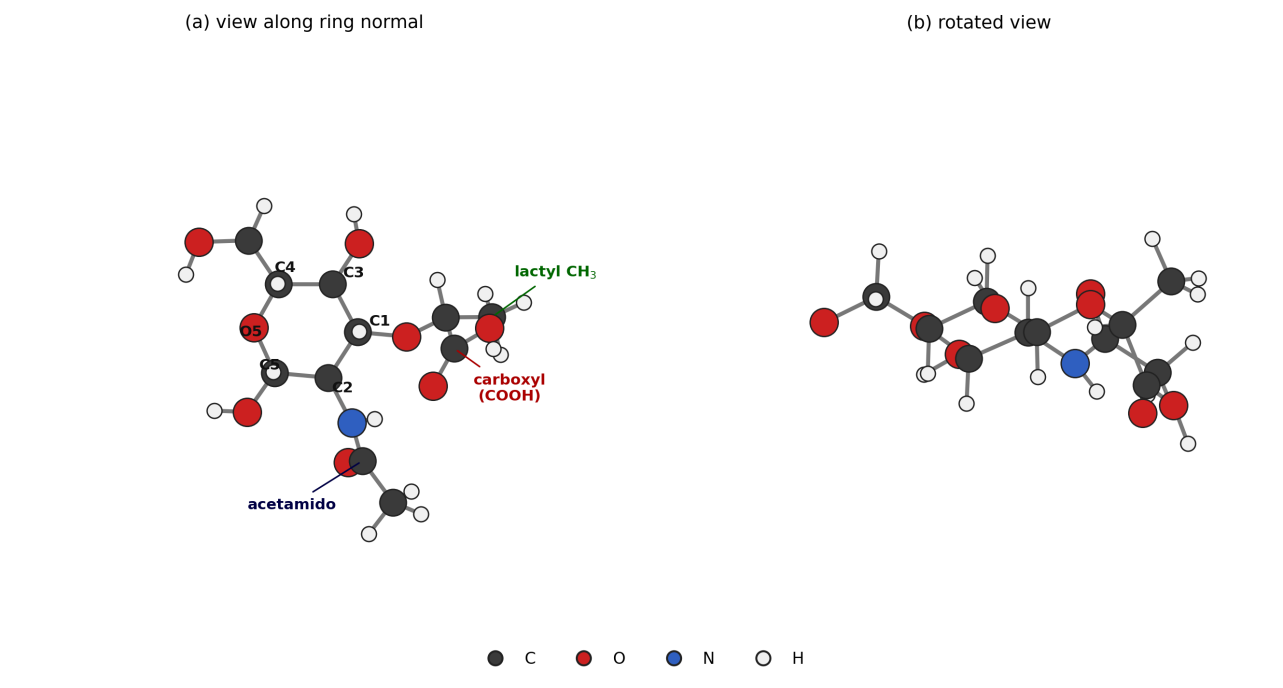 (a) view along ring normal
(b) rotated view
C4
C3
lactyl CH₃
O5
C1
C5
C2
carboxyl
(COOH)
acetamido
C
O
N
H